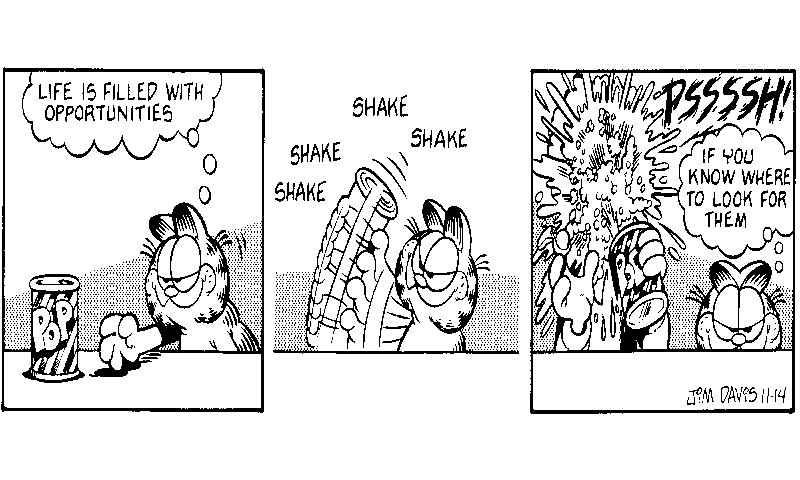 LIFE IS FILLED WITH
OPPORTUNITIES
POP
SHAKE
SHAKE
SHAKE
SHAKE
PSSSSH!
IF YOU
KNOW WHERE
TO LOOK FOR
THEM
POP
JIM DAVIS 11-14